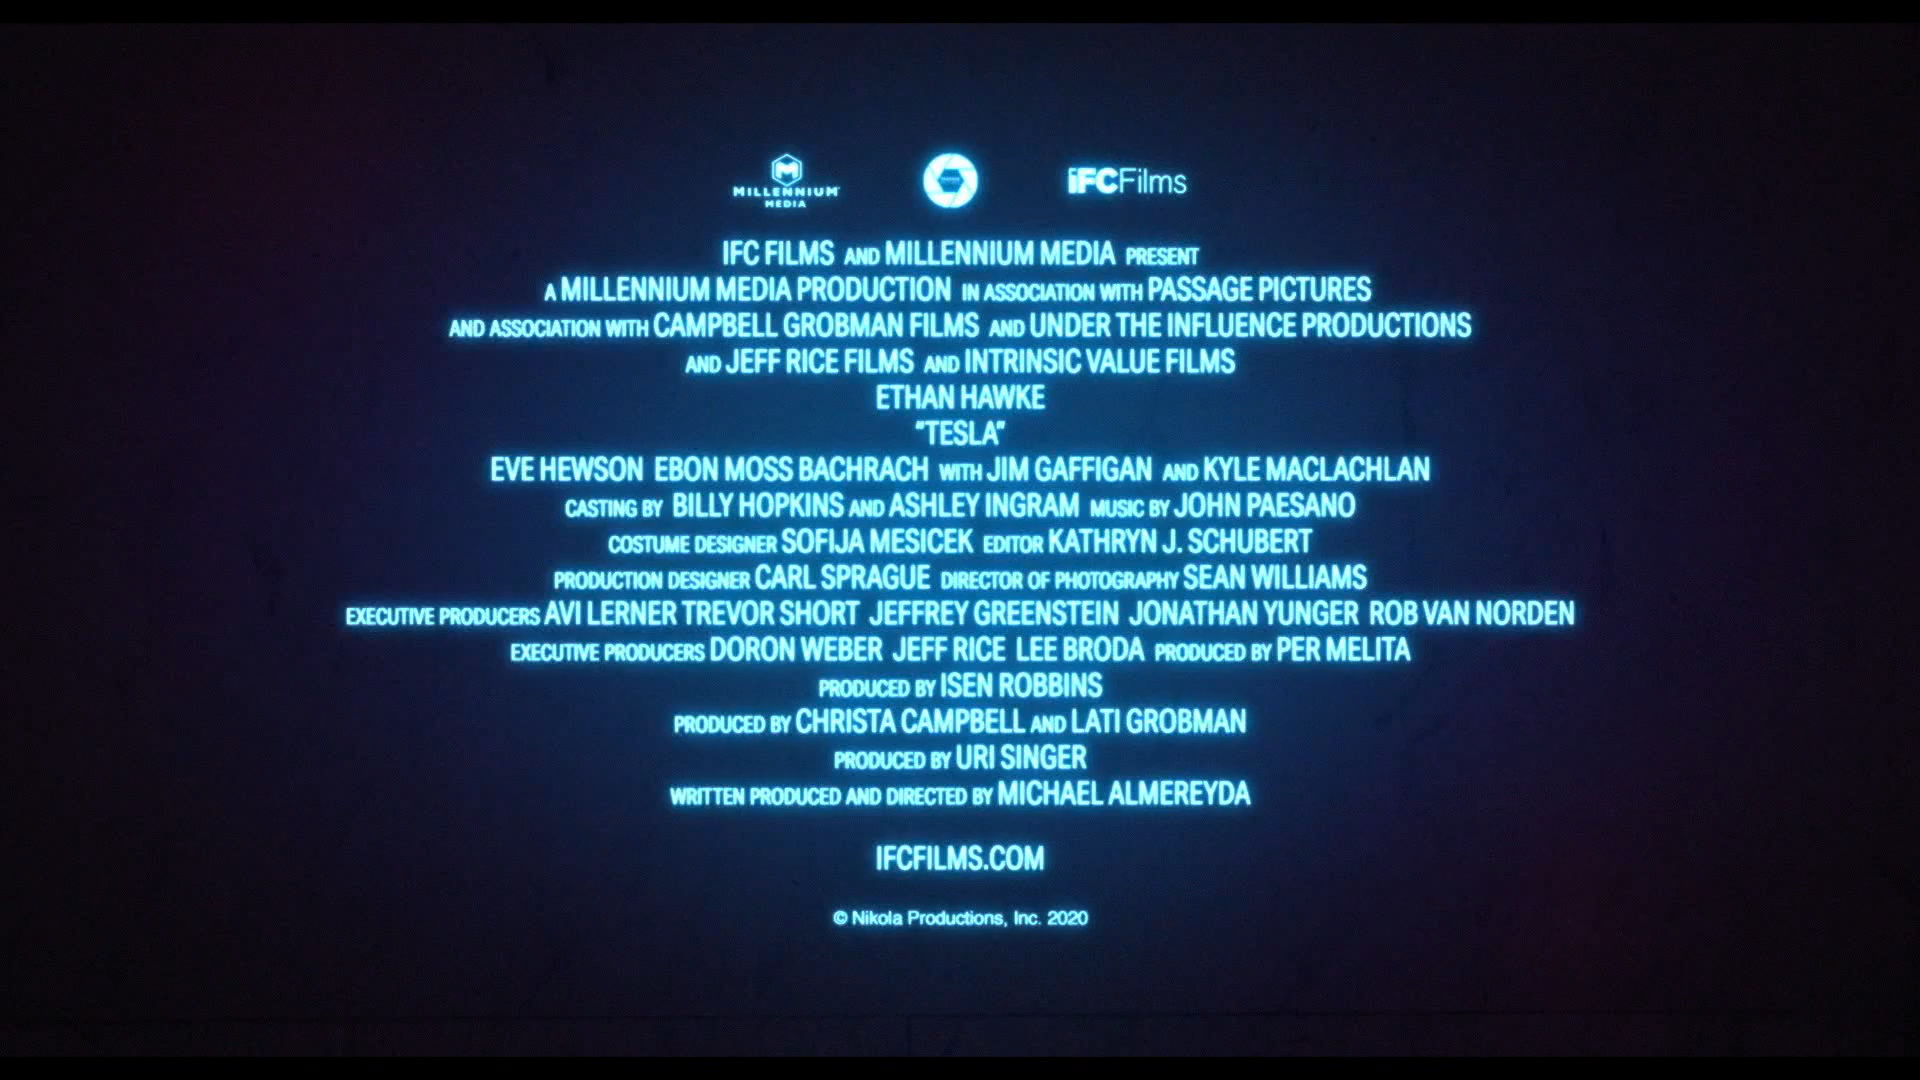 MILLENNIUM
MEDIA
IFC Films
IFC FILMS AND MILLENNIUM MEDIA PRESENT
A MILLENNIUM MEDIA PRODUCTION IN ASSOCIATION WITH PASSAGE PICTURES
AND ASSOCIATION WITH CAMPBELL GROBMAN FILMS AND UNDER THE INFLUENCE PRODUCTIONS
AND JEFF RICE FILMS AND INTRINSIC VALUE FILMS
ETHAN HAWKE
“TESLA”
EVE HEWSON EBON MOSS BACHRACH WITH JIM GAFFIGAN AND KYLE MACLACHLAN
CASTING BY BILLY HOPKINS AND ASHLEY INGRAM MUSIC BY JOHN PAESANO
COSTUME DESIGNER SOFIJA MESICEK EDITOR KATHRYN J. SCHUBERT
PRODUCTION DESIGNER CARL SPRAGUE DIRECTOR OF PHOTOGRAPHY SEAN WILLIAMS
EXECUTIVE PRODUCERS AVI LERNER TREVOR SHORT JEFFREY GREENSTEIN JONATHAN YUNGER ROB VAN NORDEN
EXECUTIVE PRODUCERS DORON WEBER JEFF RICE LEE BRODA PRODUCED BY PER MELITA
PRODUCED BY ISEN ROBBINS
PRODUCED BY CHRISTA CAMPBELL AND LATI GROBMAN
PRODUCED BY URI SINGER
WRITTEN PRODUCED AND DIRECTED BY MICHAEL ALMEREYDA
IFCFILMS.COM
© Nikola Productions, Inc. 2020